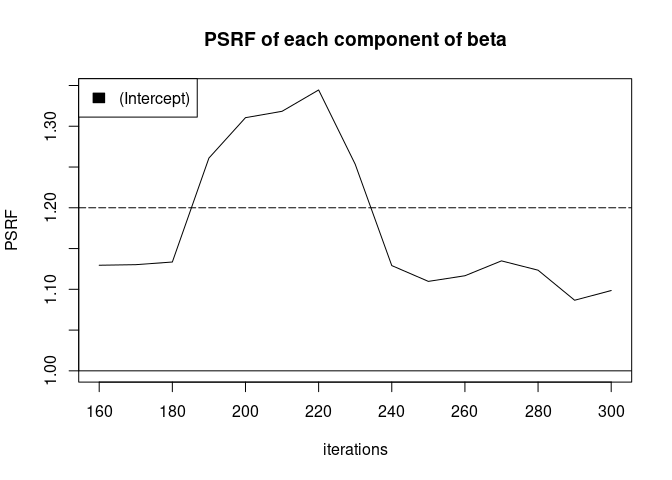 PSRF of each component of beta
(Intercept)
PSRF
1.30
1.20
1.10
1.00
160 180 200 220 240 260 280 300
iterations